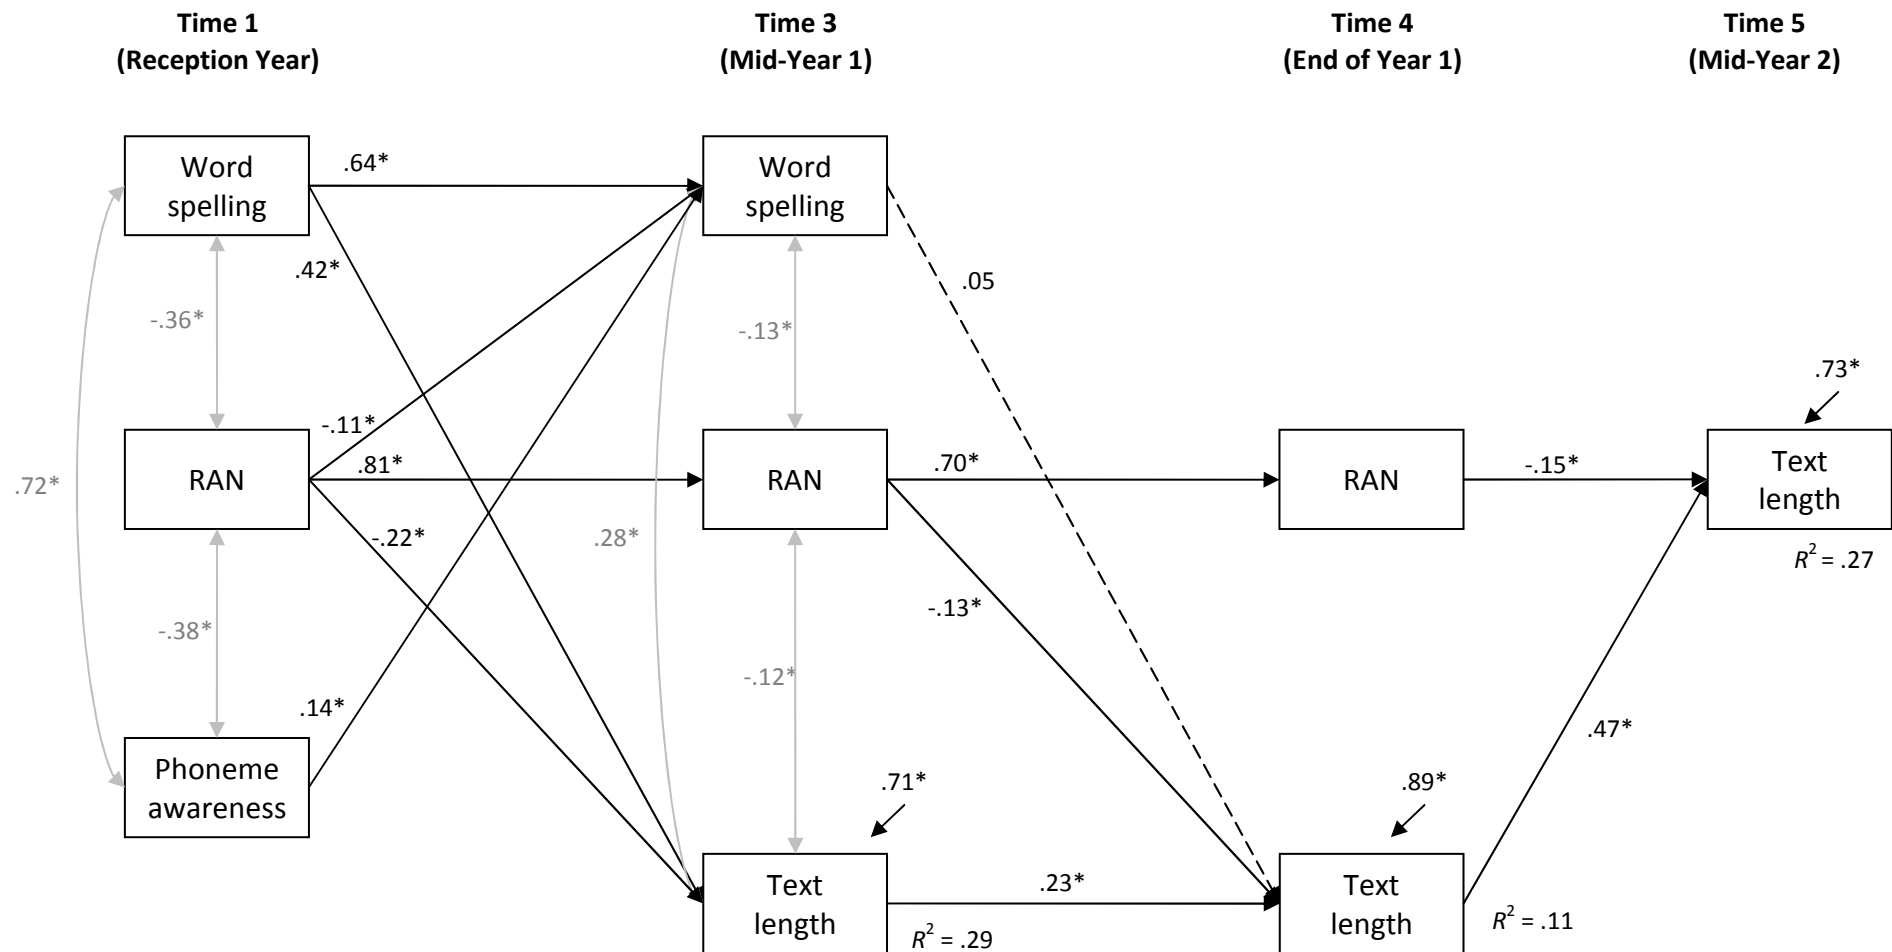 Time 1
(Reception Year)
Time 3
(Mid-Year 1)
Time 4
(End of Year 1)
Time 5
(Mid-Year 2)
Word
spelling
.64*
Word
spelling
.42*
.05
-.36*
-.13*
.73*
-.11*
RAN
.81*
RAN
.70*
RAN
-.15*
Text
length
.72*
-.22*
.28*
R² = .27
-.13*
-.38*
-.12*
.14*
.47*
Phoneme
awareness
.71*
.89*
Text
length
.23*
Text
length
R² = .29
R² = .11